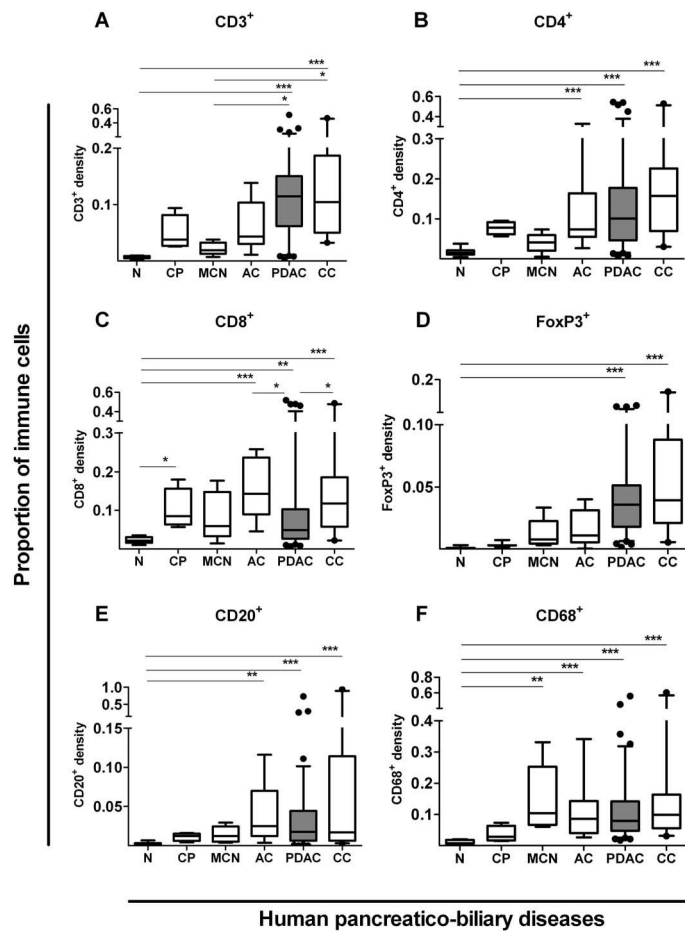 A
CD3+
***
*
***
*
0.6
0.4
0.2
0.1
CD3+ density
N CP MCN AC PDAC CC
B
CD4+
***
***
***
0.6
0.4
0.3
0.2
0.1
CD4+ density
N CP MCN AC PDAC CC
C
CD8+
***
**
***
*
*
*
0.6
0.4
0.3
0.2
0.1
CD8+ density
N CP MCN AC PDAC CC
D
FoxP3+
***
***
0.2
0.10
0.05
FoxP3+ density
N CP MCN AC PDAC CC
E
CD20+
***
***
**
1.0
0.5
0.15
0.10
0.05
CD20+ density
N CP MCN AC PDAC CC
F
CD68+
***
***
***
**
0.8
0.6
0.4
0.3
0.2
0.1
CD68+ density
N CP MCN AC PDAC CC
Proportion of immune cells
Human pancreatico-biliary diseases